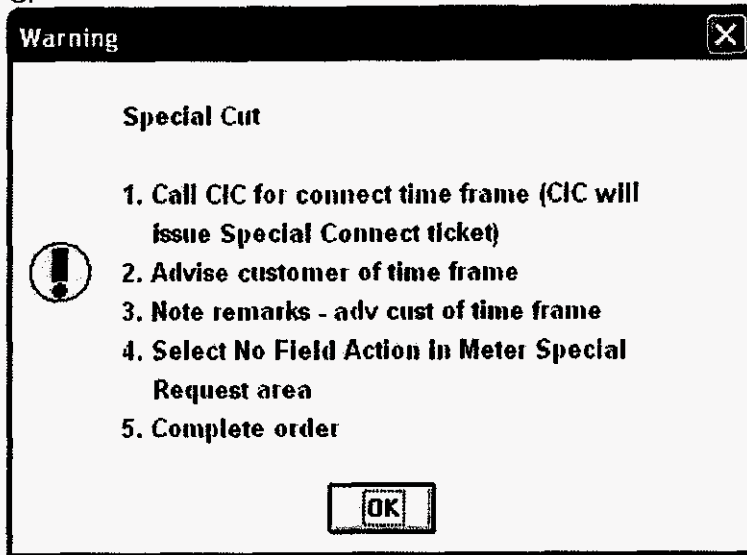 Warning
Special Cut
1. Call CIC for connect time frame (CIC will
issue Special Connect ticket)
2. Advise customer of time frame
3. Note remarks - adv cust of time frame
4. Select No Field Action in Meter Special
Request area
5. Complete order
OK